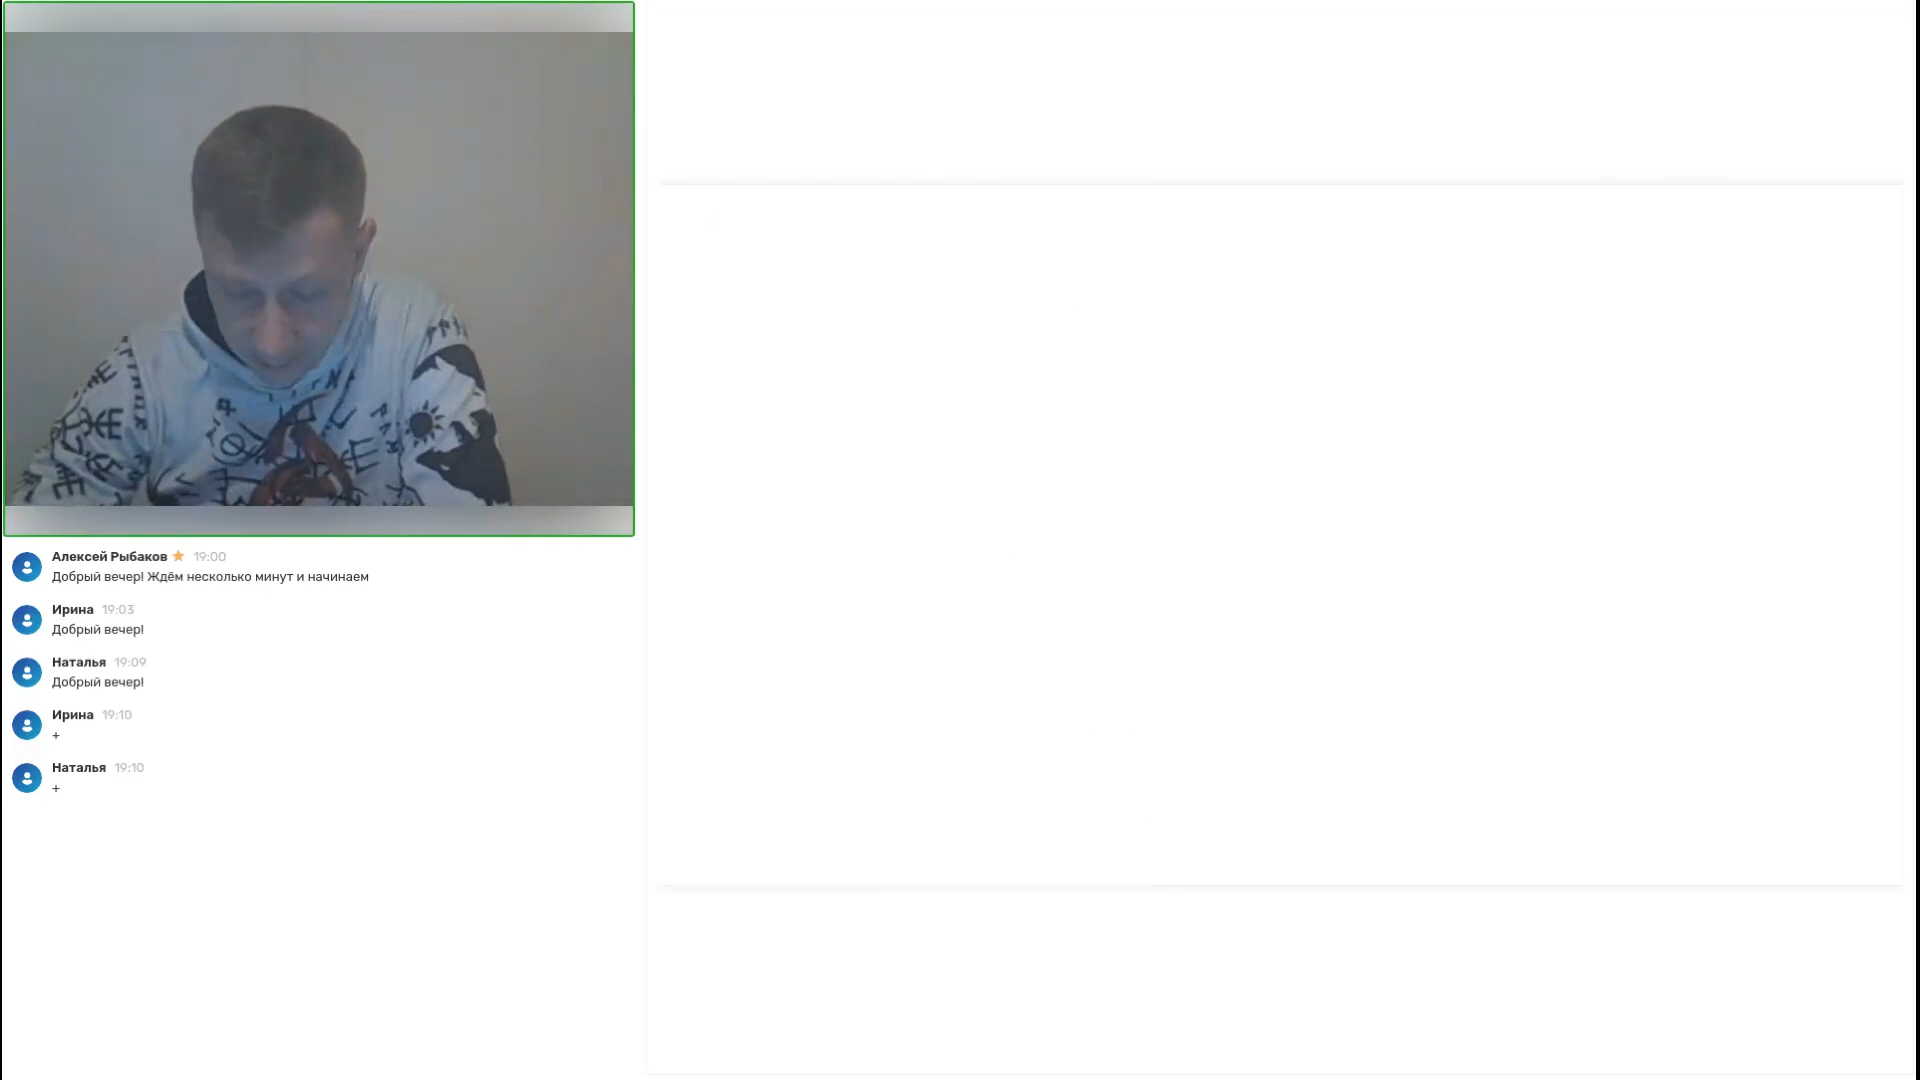 Алексей Рыбаков 19:00
Добрый вечер! Ждём несколько минут и начинаем
Ирина 19:03
Добрый вечер!
Наталья 19:09
Добрый вечер!
Ирина 19:10
+
Наталья 19:10
+